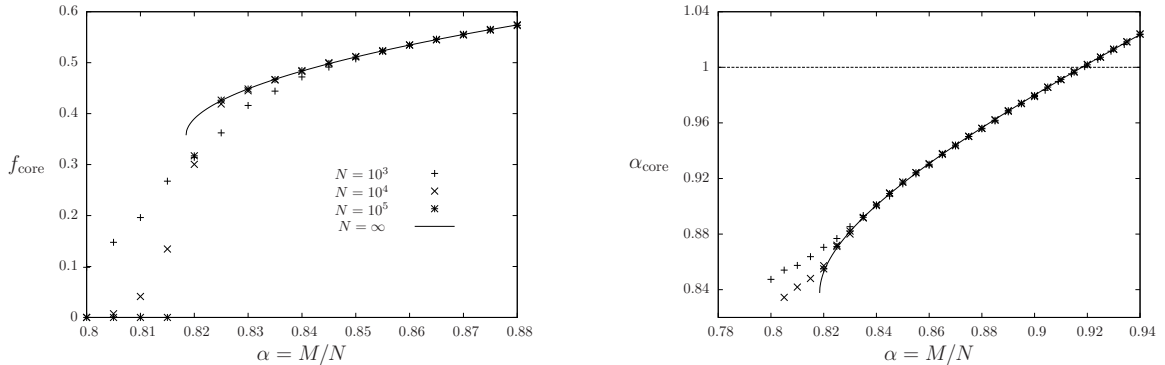 0.6
0.5
0.4
f_core
0.3
0.2
0.1
0
N = 10^3
N = 10^4
N = 10^5
N = ∞
0.8 0.81 0.82 0.83 0.84 0.85 0.86 0.87 0.88
α = M/N
1.04
1
0.96
α_core
0.92
0.88
0.84
0.78 0.8 0.82 0.84 0.86 0.88 0.9 0.92 0.94
α = M/N